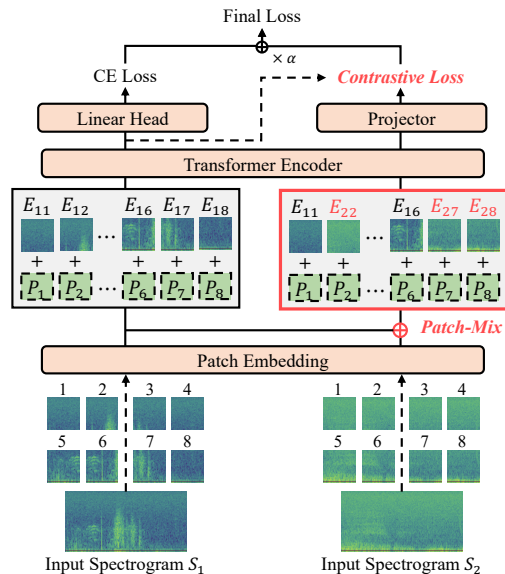 Final Loss
× α
CE Loss
Contrastive Loss
Linear Head
Projector
Transformer Encoder
E₁₁ E₁₂ ... E₁₆ E₁₇ E₁₈
+ + + + +
P₁ P₂ ... P₆ P₇ P₈
E₁₁ E₂₂ ... E₁₆ E₂₇ E₂₈
+ + + + +
P₁ P₂ ... P₆ P₇ P₈
Patch-Mix
Patch Embedding
1 2 3 4
5 6 7 8
1 2 3 4
5 6 7 8
Input Spectrogram S₁
Input Spectrogram S₂